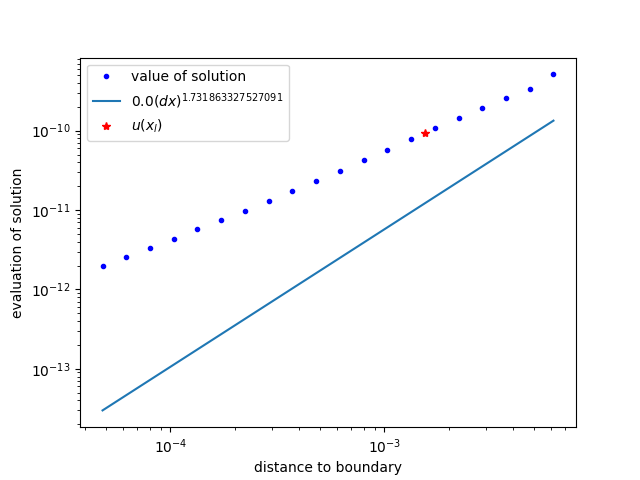 value of solution
0.0(dx)^1.731863327527091
u(x_l)
10^−10
10^−11
10^−12
10^−13
evaluation of solution
10^−4
10^−3
distance to boundary